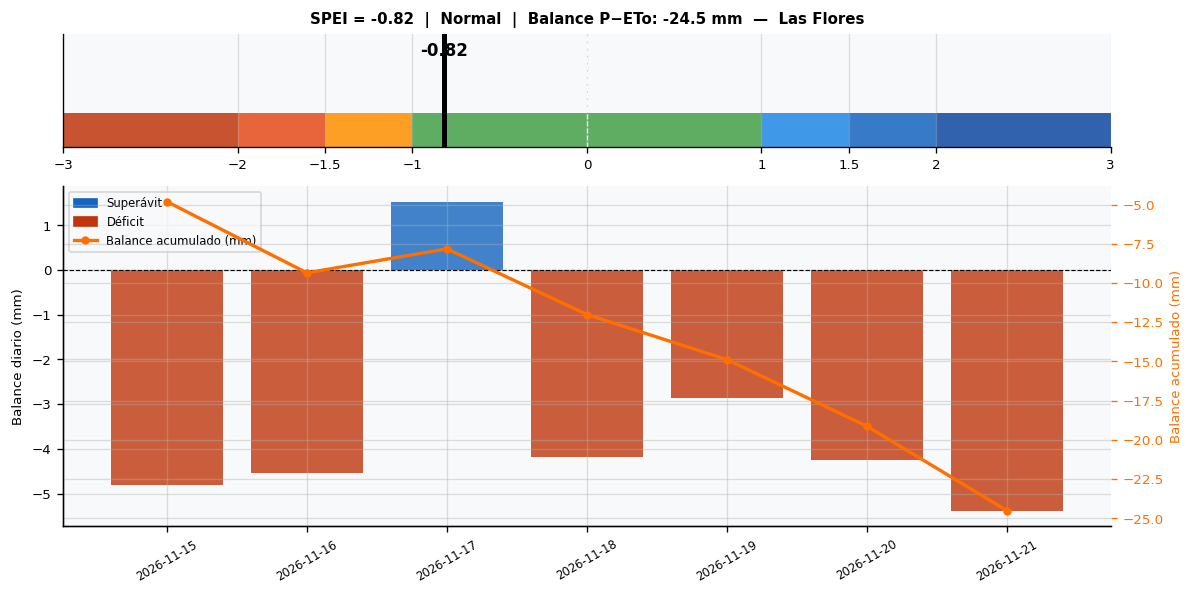 SPEI = -0.82 | Normal | Balance P−ETo: -24.5 mm — Las Flores
-0.82
−3 −2 −1.5 −1 0 1 1.5 2 3
Superávit
Déficit
Balance acumulado (mm)
Balance diario (mm)
1
0
−1
−2
−3
−4
−5
−5.0
−7.5
−10.0
−12.5
−15.0
−17.5
−20.0
−22.5
−25.0
Balance acumulado (mm)
2026-11-15 2026-11-16 2026-11-17 2026-11-18 2026-11-19 2026-11-20 2026-11-21